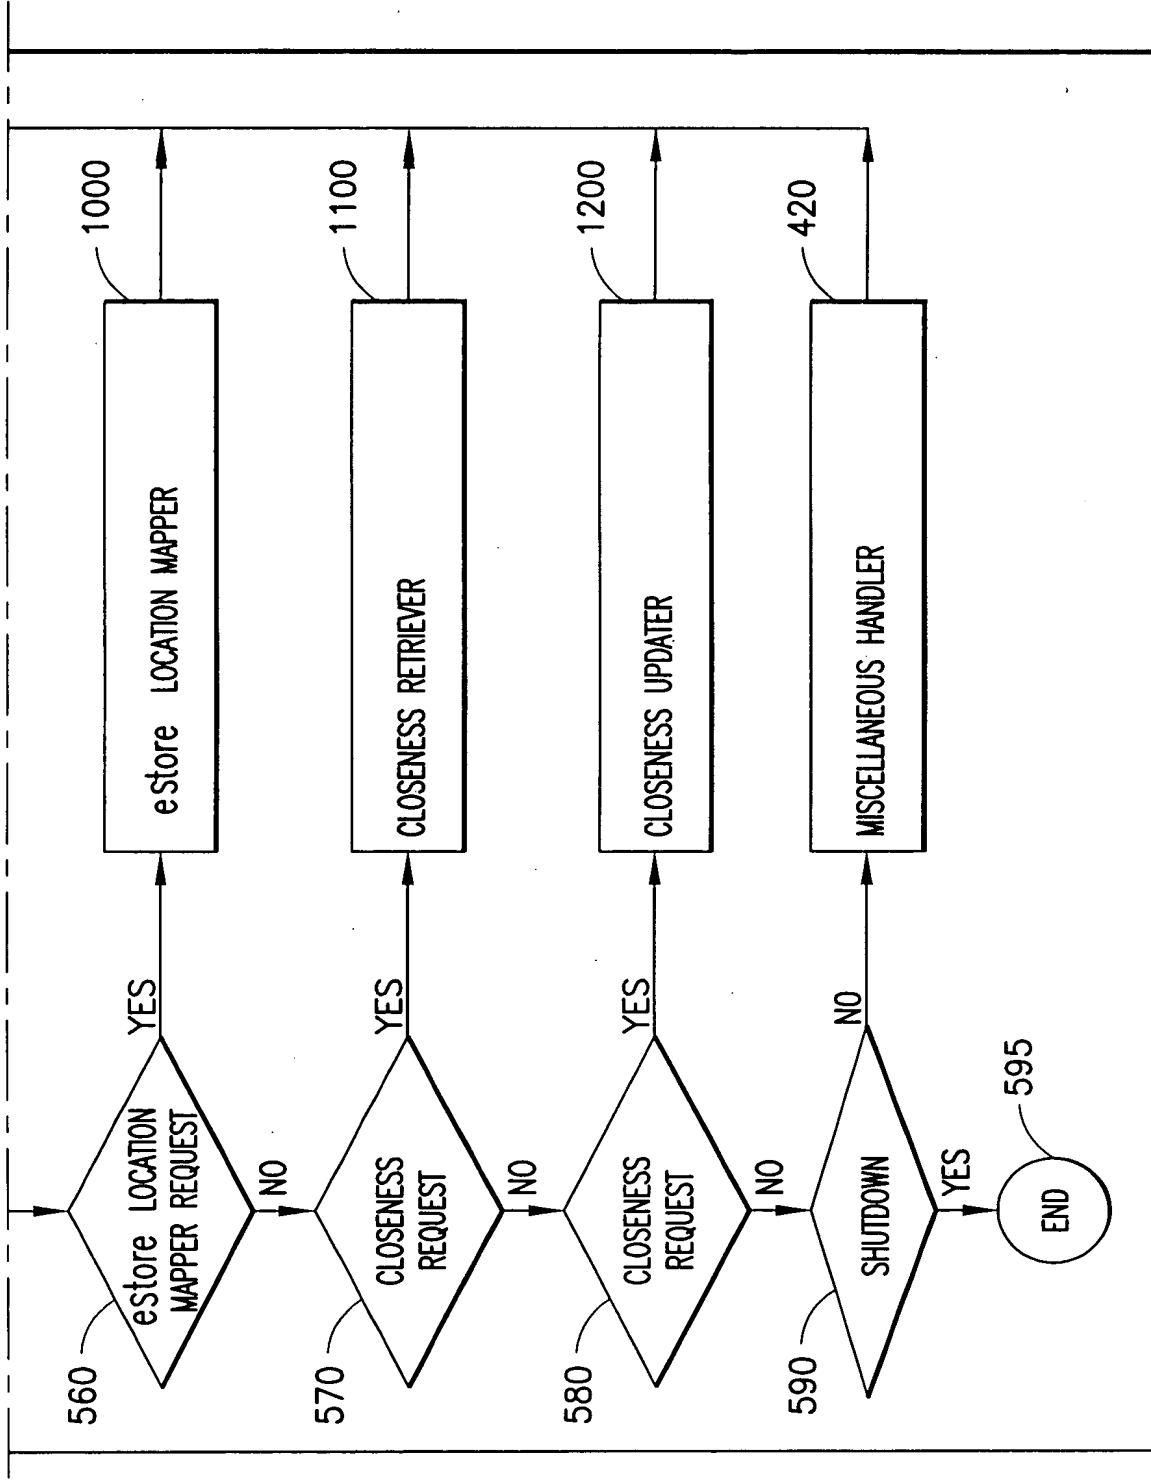 560
eStore LOCATION
MAPPER REQUEST
YES
eStore LOCATION MAPPER
1000
NO
570
CLOSENESS
REQUEST
YES
CLOSENESS RETRIEVER
1100
NO
580
CLOSENESS
REQUEST
YES
CLOSENESS UPDATER
1200
NO
590
SHUTDOWN
NO
MISCELLANEOUS HANDLER
420
YES
END
595